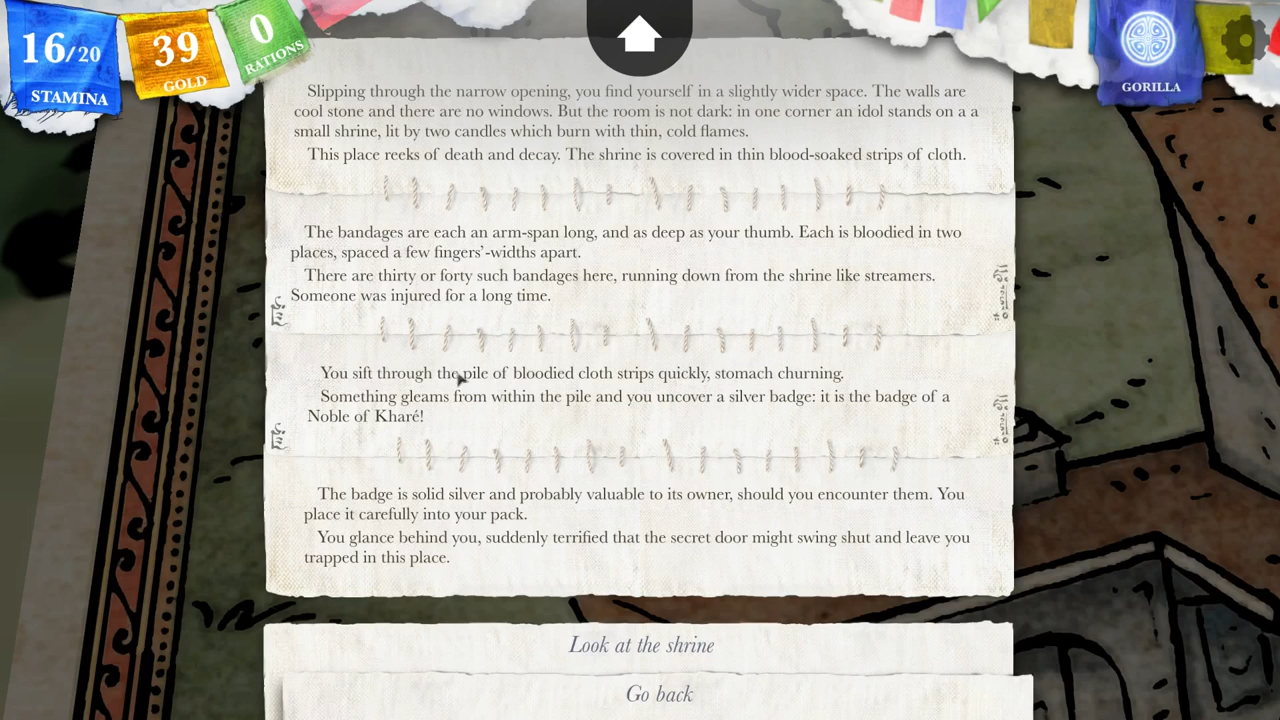 16/20
STAMINA
39
GOLD
0
RATIONS
GORILLA
Slipping through the narrow opening, you find yourself in a slightly wider space. The walls are
cool stone and there are no windows. But the room is not dark: in one corner an idol stands on a a
small shrine, lit by two candles which burn with thin, cold flames.
This place reeks of death and decay. The shrine is covered in thin blood-soaked strips of cloth.
The bandages are each an arm-span long, and as deep as your thumb. Each is bloodied in two
places, spaced a few fingers'-widths apart.
There are thirty or forty such bandages here, running down from the shrine like streamers.
Someone was injured for a long time.
You sift through the pile of bloodied cloth strips quickly, stomach churning.
Something gleams from within the pile and you uncover a silver badge: it is the badge of a
Noble of Kharé!
The badge is solid silver and probably valuable to its owner, should you encounter them. You
place it carefully into your pack.
You glance behind you, suddenly terrified that the secret door might swing shut and leave you
trapped in this place.
Look at the shrine
Go back